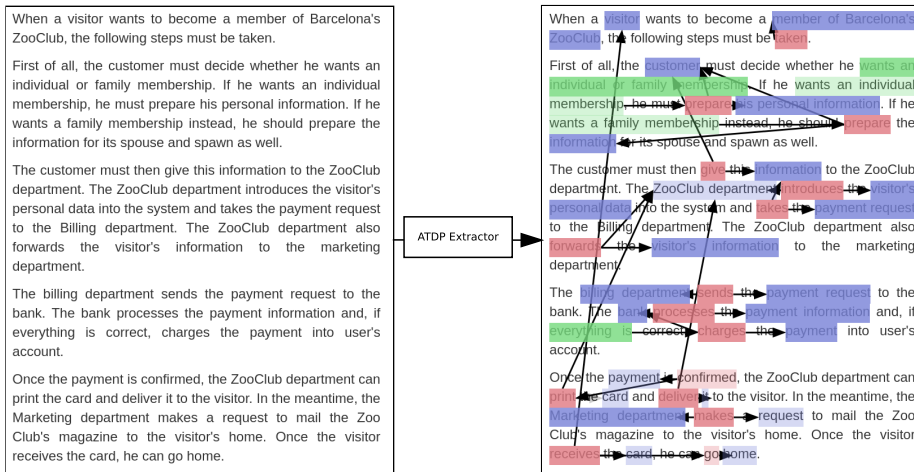 When a visitor wants to become a member of Barcelona's
ZooClub, the following steps must be taken.
First of all, the customer must decide whether he wants an
individual or family membership. If he wants an individual
membership, he must prepare his personal information. If he
wants a family membership instead, he should prepare the
information for its spouse and spawn as well.
The customer must then give this information to the ZooClub
department. The ZooClub department introduces the visitor's
personal data into the system and takes the payment request
to the Billing department. The ZooClub department also
forwards the visitor's information to the marketing
department.
The billing department sends the payment request to the
bank. The bank processes the payment information and, if
everything is correct, charges the payment into user's
account.
Once the payment is confirmed, the ZooClub department can
print the card and deliver it to the visitor. In the meantime, the
Marketing department makes a request to mail the Zoo
Club's magazine to the visitor's home. Once the visitor
receives the card, he can go home.
ATDP Extractor
When a visitor wants to become a member of Barcelona's
ZooClub, the following steps must be taken.
First of all, the customer must decide whether he wants an
individual or family membership. If he wants an individual
membership, he must prepare his personal information. If he
wants a family membership instead, he should prepare the
information for its spouse and spawn as well.
The customer must then give this information to the ZooClub
department. The ZooClub department introduces the visitor's
personal data into the system and takes the payment request
to the Billing department. The ZooClub department also
forwards the visitor's information to the marketing
department.
The billing department sends the payment request to the
bank. The bank processes the payment information and, if
everything is correct, charges the payment into user's
account.
Once the payment is confirmed, the ZooClub department can
print the card and deliver it to the visitor. In the meantime, the
Marketing department makes a request to mail the Zoo
Club's magazine to the visitor's home. Once the visitor
receives the card, he can go home.